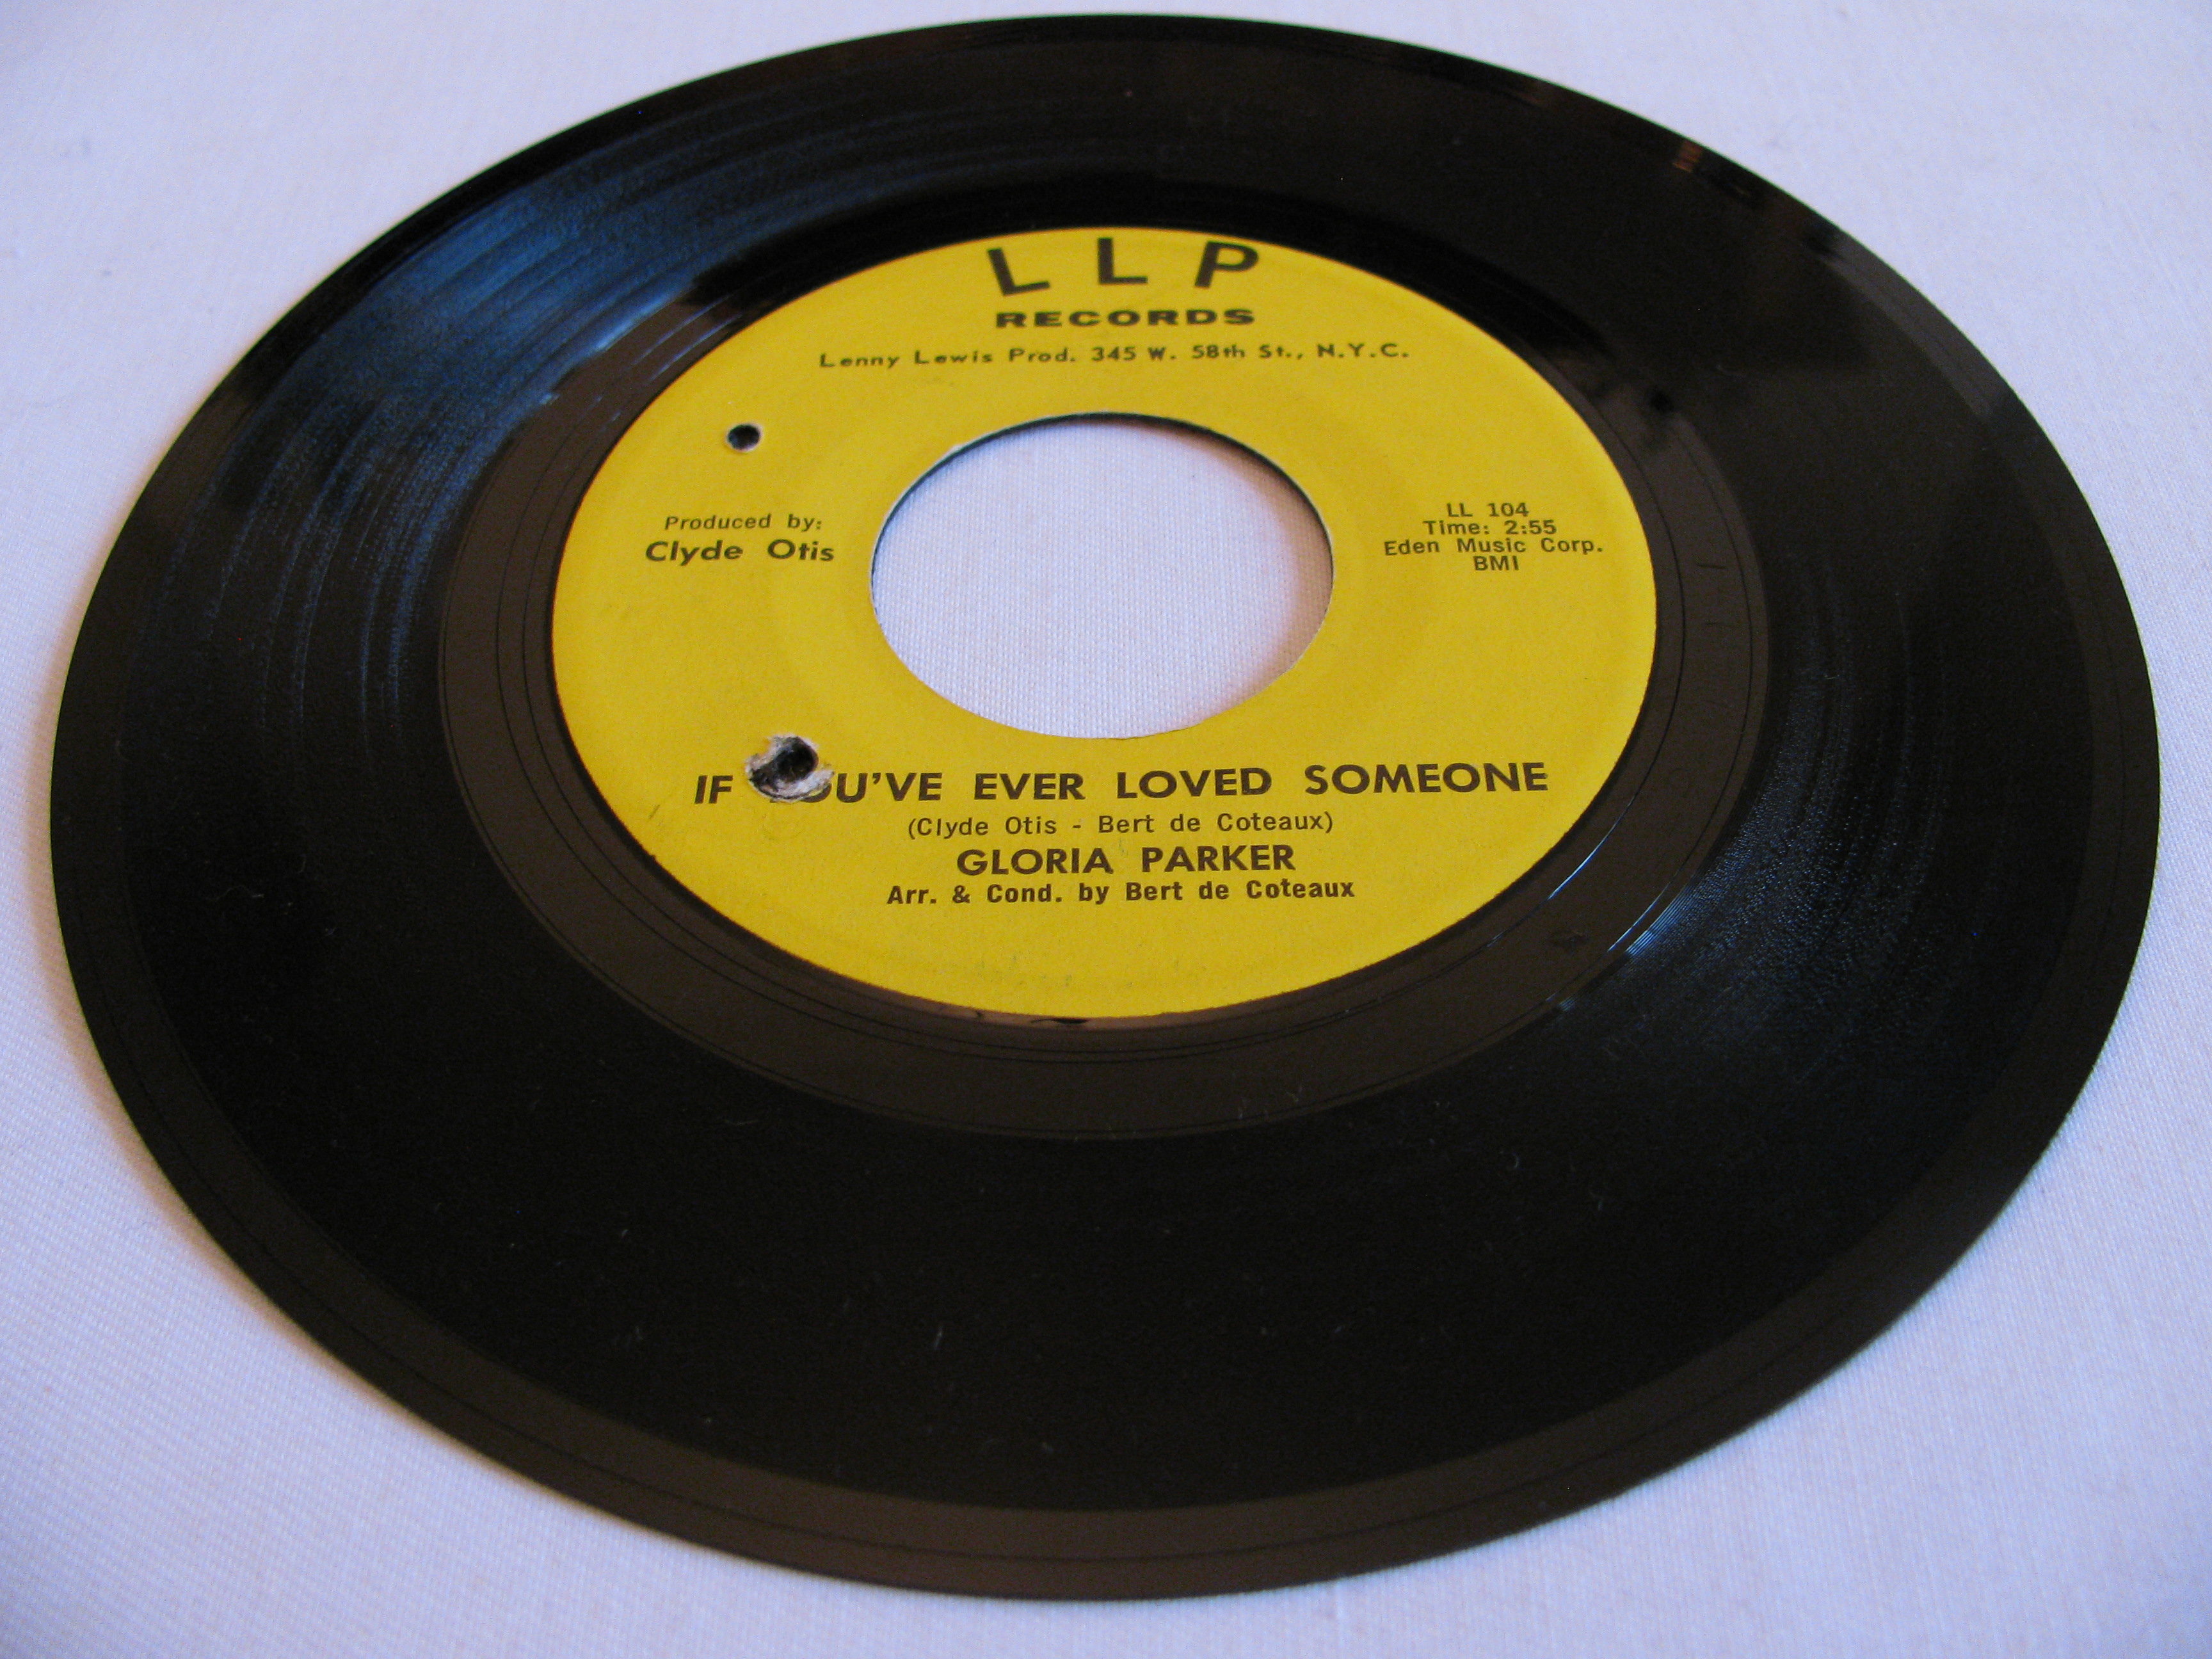 L L P
RECORDS
Lenny Lewis Prod. 345 W. 58th St., N.Y.C.
Produced by:
Clyde Otis
LL 104
Time: 2:55
Eden Music Corp.
BMI
IF OU'VE EVER LOVED SOMEONE
(Clyde Otis - Bert de Coteaux)
GLORIA PARKER
Arr. & Cond. by Bert de Coteaux